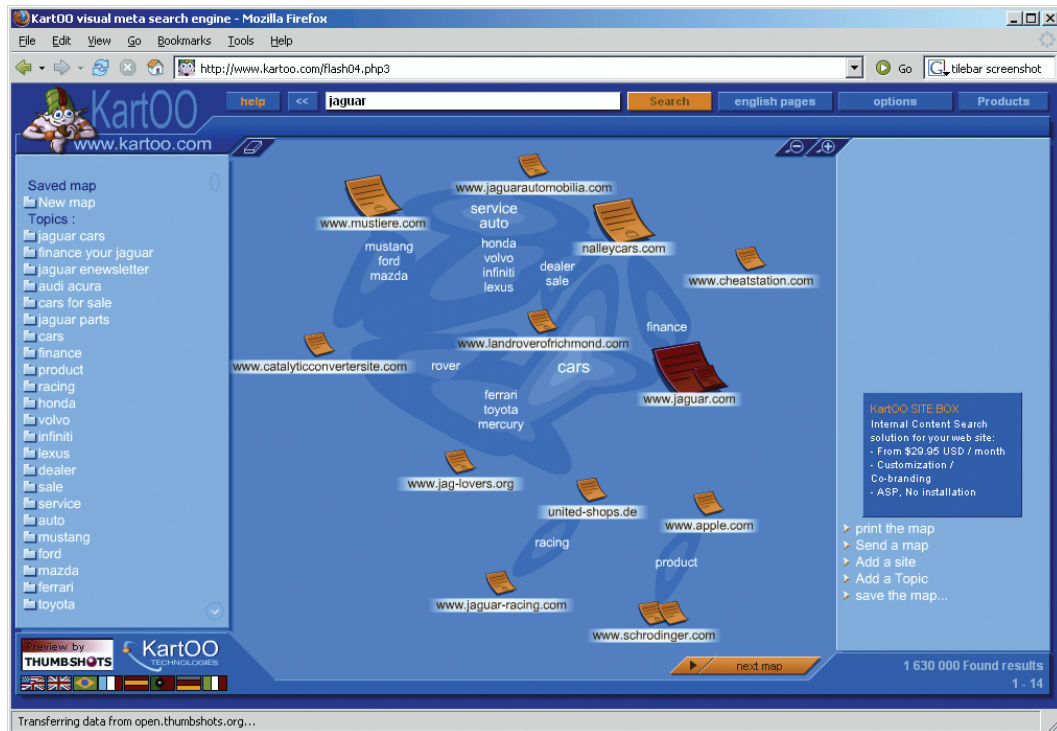 KartOO visual meta search engine - Mozilla Firefox
File Edit View Go Bookmarks Tools Help
http://www.kartoo.com/flash04.php3
Go
tilebar screenshot
KartOO
www.kartoo.com
help
<<
jaguar
Search
english pages
options
Products
Saved map
0
New map
Topics :
jaguar cars
finance your jaguar
jaguar enewsletter
audi acura
cars for sale
jaguar parts
cars
finance
product
racing
honda
volvo
infiniti
lexus
dealer
sale
service
auto
mustang
ford
mazda
ferrari
toyota
www.jaguarautomobilia.com
www.mustiere.com
service
auto
nalleycars.com
mustang
ford
mazda
honda
volvo
infiniti
lexus
dealer
sale
www.cheatstation.com
finance
www.landroverofrichmond.com
www.catalyticconvertersite.com
rover
cars
www.jaguar.com
ferrari
toyota
mercury
www.jag-lovers.org
united-shops.de
www.apple.com
racing
product
www.jaguar-racing.com
www.schrodinger.com
next map
KartOO SITE BOX
Internal Content Search
solution for your web site:
- From $29.95 USD / month
- Customization /
Co-branding
- ASP, No installation
print the map
Send a map
Add a site
Add a Topic
save the map...
Preview by
THUMBSHOTS
KartOO
TECHNOLOGIES
1 630 000 Found results
1 - 14
Transferring data from open.thumbshots.org...